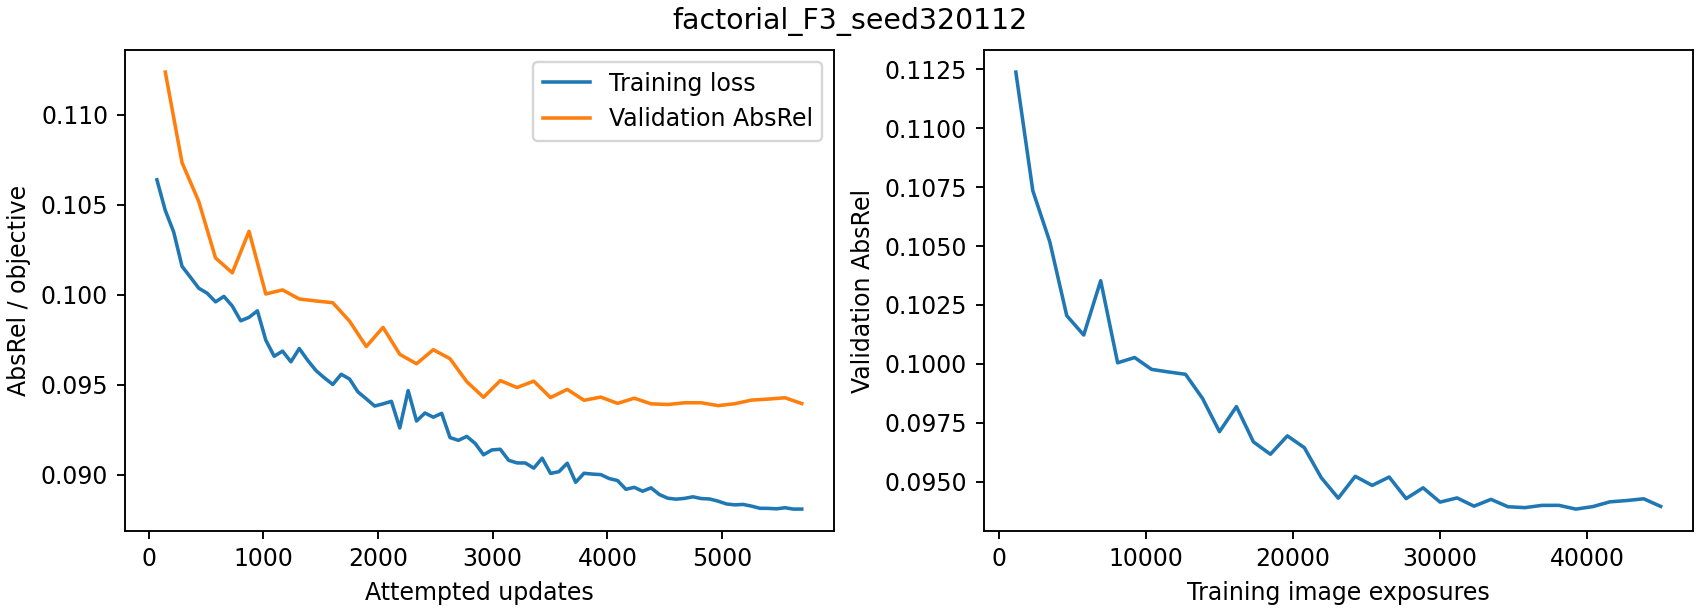 factorial_F3_seed320112
Training loss
Validation AbsRel
AbsRel / objective
0.110
0.105
0.100
0.095
0.090
0 1000 2000 3000 4000 5000
Attempted updates
Validation AbsRel
0.1125
0.1100
0.1075
0.1050
0.1025
0.1000
0.0975
0.0950
0 10000 20000 30000 40000
Training image exposures